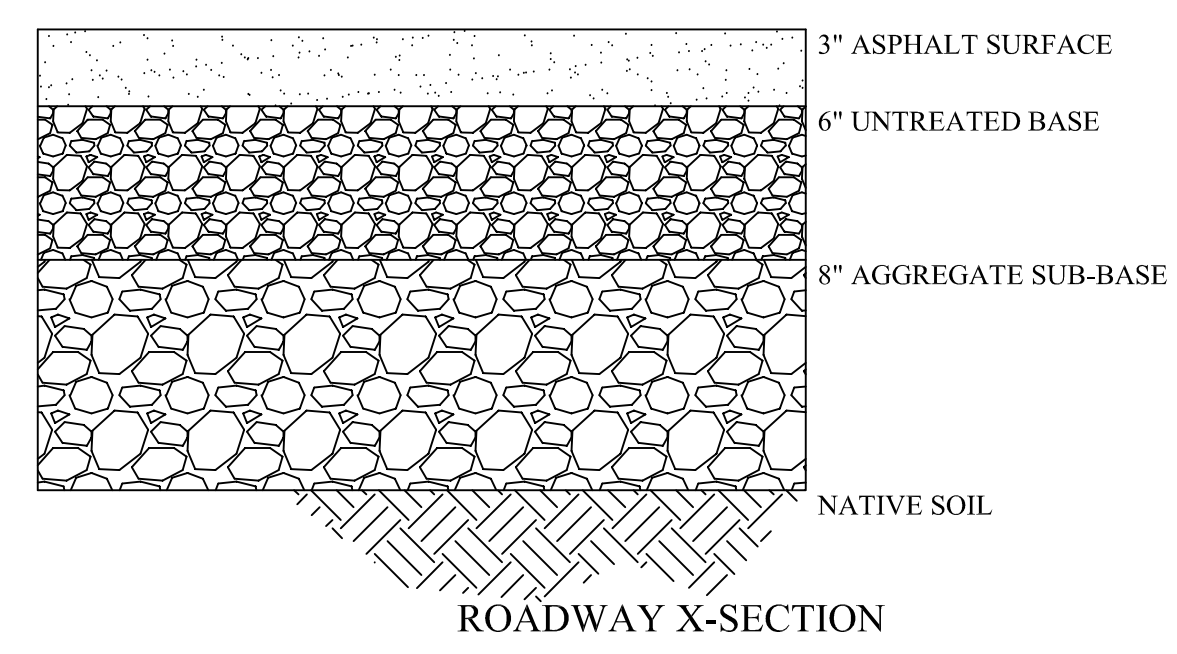 3" ASPHALT SURFACE
6" UNTREATED BASE
8" AGGREGATE SUB-BASE
NATIVE SOIL
ROADWAY X-SECTION